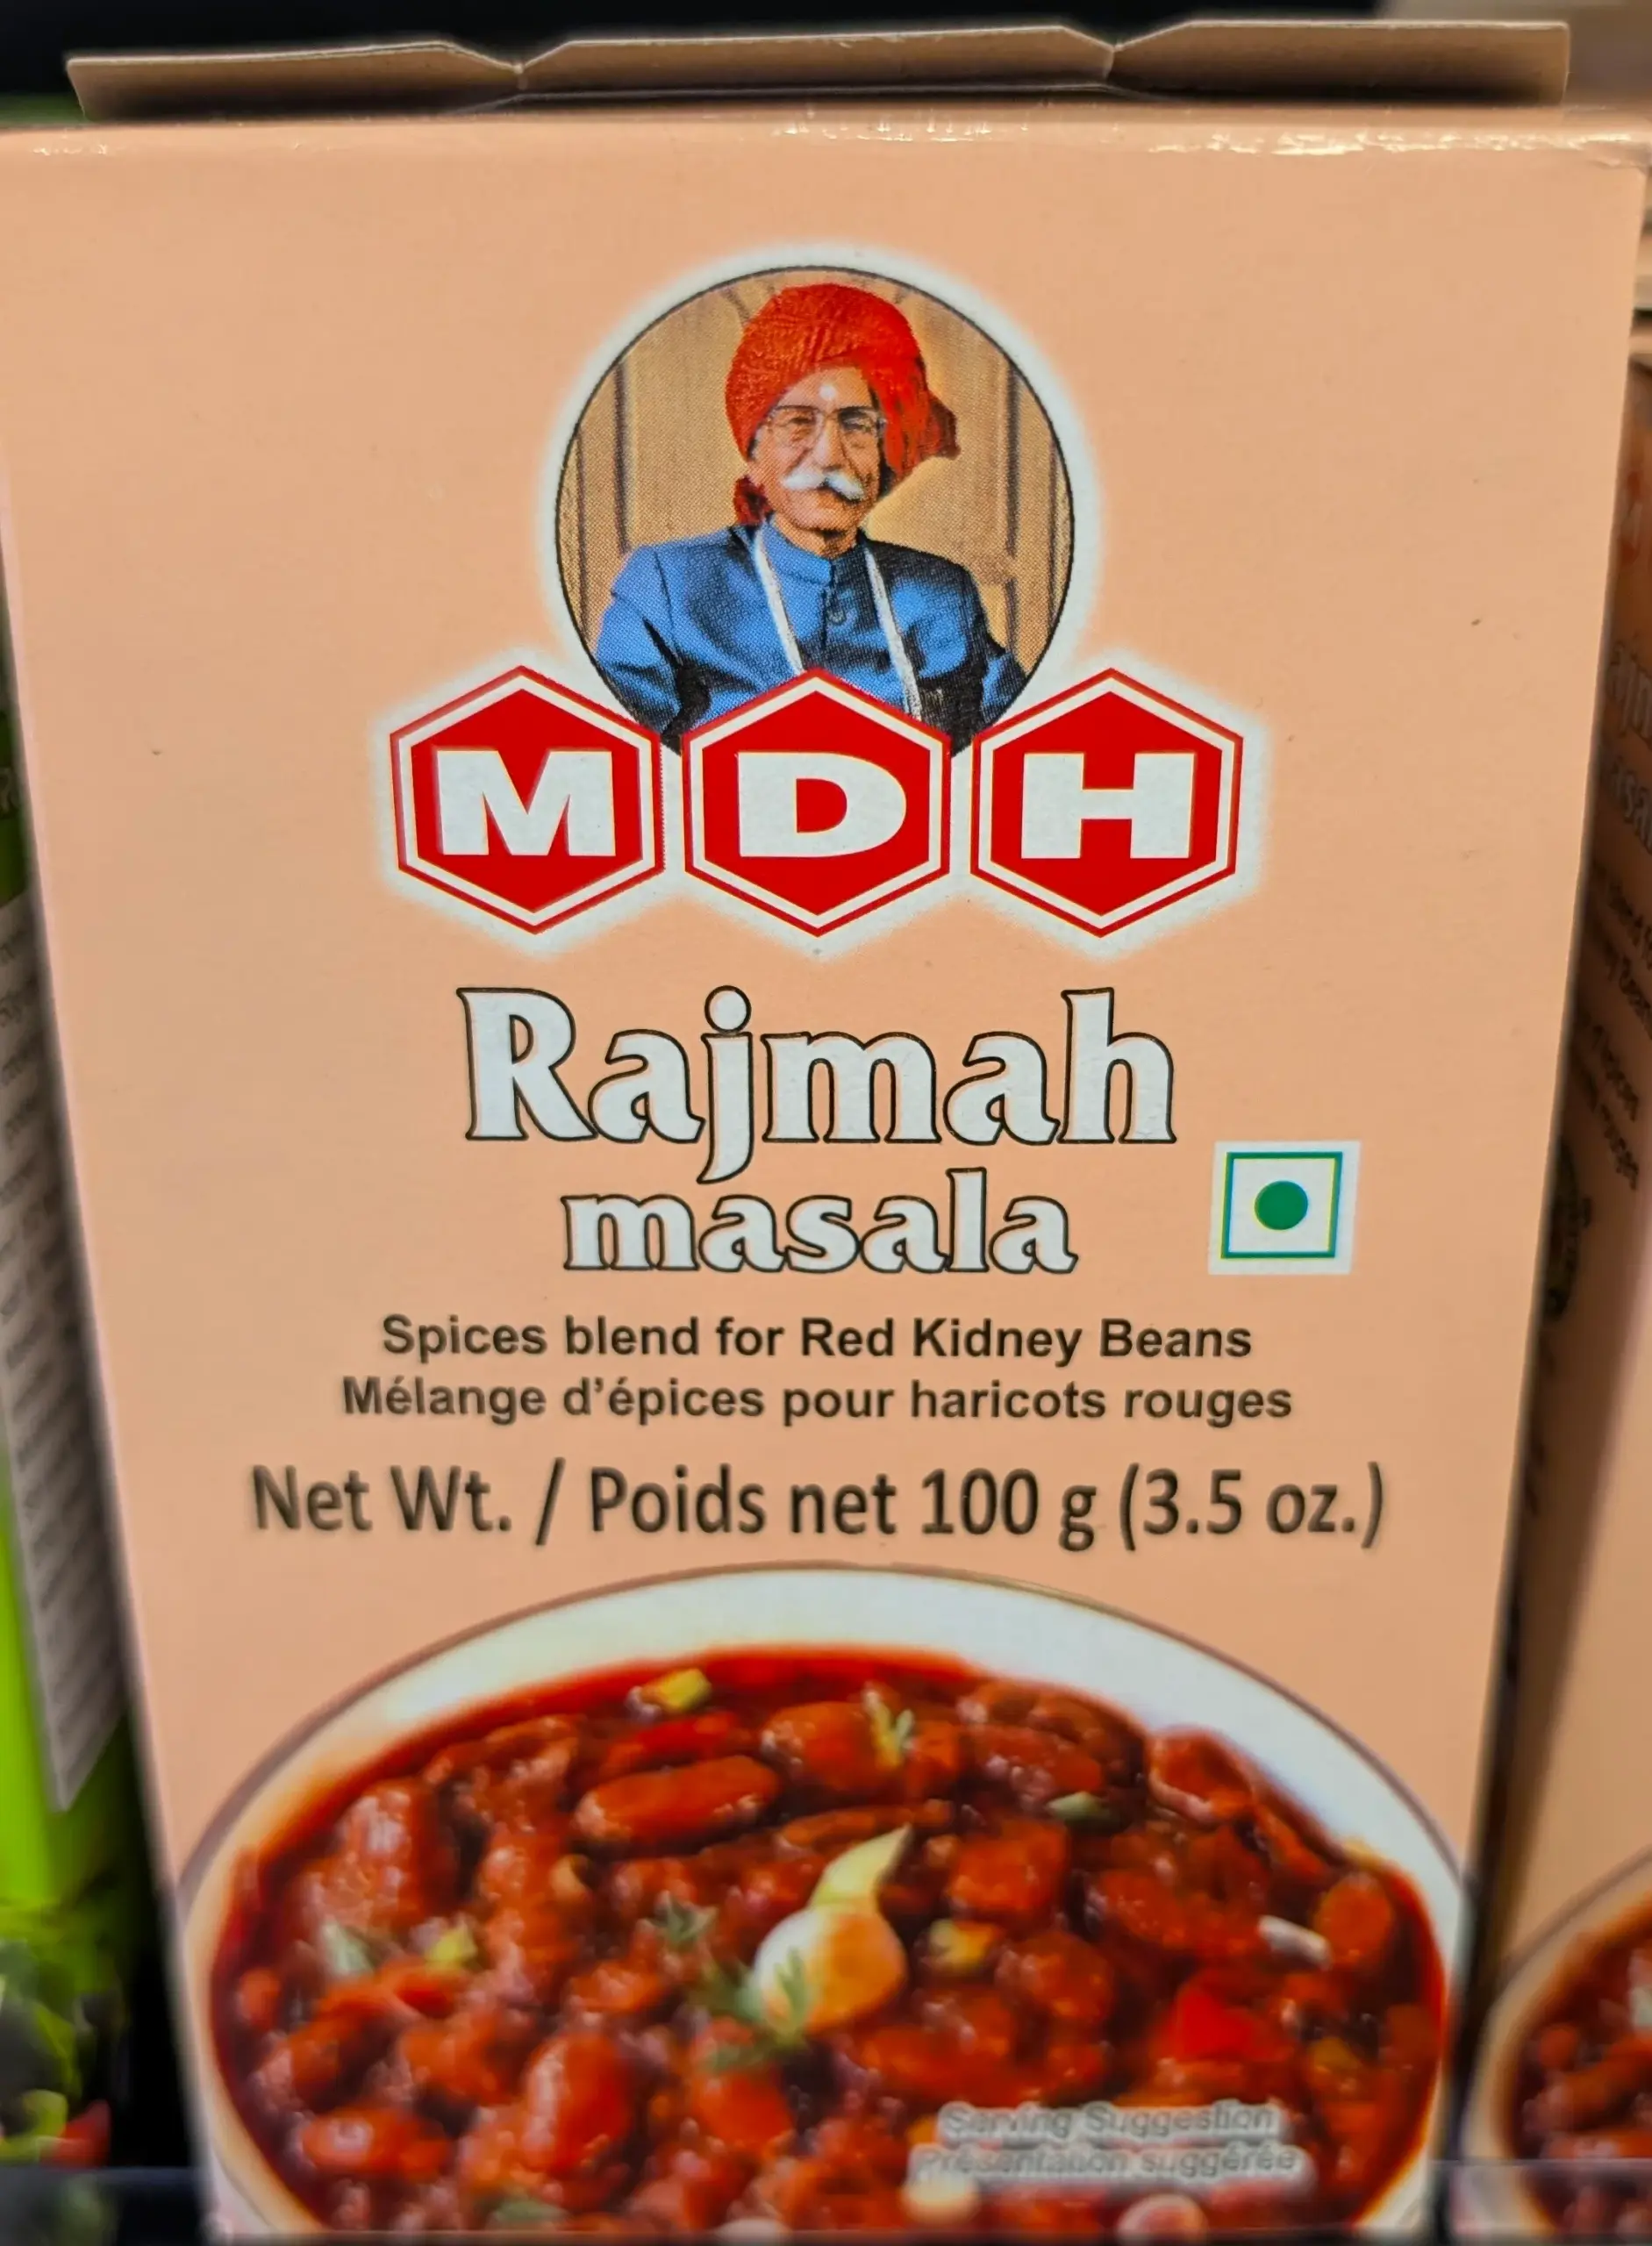 MDH
Rajmah
masala
Spices blend for Red Kidney Beans
Mélange d'épices pour haricots rouges
Net Wt. / Poids net 100 g (3.5 oz.)
Serving Suggestion
Présentation suggérée